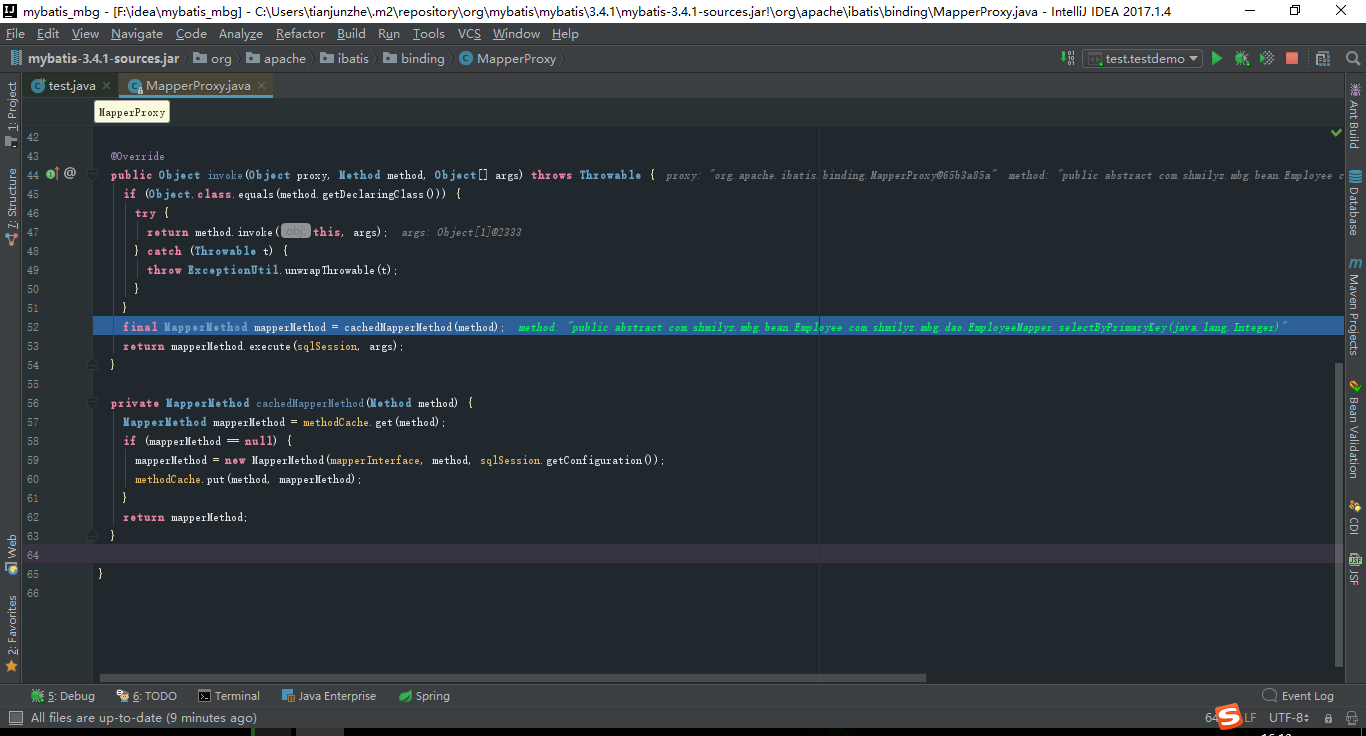 mybatis_mbg - [F:\idea\mybatis_mbg] - C:\Users\tianjunzhe\.m2\repository\org\mybatis\mybatis\3.4.1\mybatis-3.4.1-sources.jar!\org\apache\ibatis\binding\MapperProxy.java - IntelliJ IDEA 2017.1.4
File Edit View Navigate Code Analyze Refactor Build Run Tools VCS Window Help
mybatis-3.4.1-sources.jar org apache ibatis binding MapperProxy test.testdemo
test.java MapperProxy.java
MapperProxy
42
43 @Override
44 public Object invoke(Object proxy, Method method, Object[] args) throws Throwable { proxy: "org.apache.ibatis.binding.MapperProxy@65b3a85a" method: "public abstract com.shmilyz.mbg.bean.Employee c
45 if (Object.class.equals(method.getDeclaringClass())) {
46 try {
47 return method.invoke( obj: this, args); args: Object[1]@2333
48 } catch (Throwable t) {
49 throw ExceptionUtil.unwrapThrowable(t);
50 }
51 }
52 final MapperMethod mapperMethod = cachedMapperMethod(method); method: "public abstract com.shmilyz.mbg.bean.Employee com.shmilyz.mbg.dao.EmployeeMapper.selectByPrimaryKey(java.lang.Integer)"
53 return mapperMethod.execute(sqlSession, args);
54 }
55
56 private MapperMethod cachedMapperMethod(Method method) {
57 MapperMethod mapperMethod = methodCache.get(method);
58 if (mapperMethod == null) {
59 mapperMethod = new MapperMethod(mapperInterface, method, sqlSession.getConfiguration());
60 methodCache.put(method, mapperMethod);
61 }
62 return mapperMethod;
63 }
64
65 }
66
1: Project
7: Structure
Web
2: Favorites
Ant Build
Database
m Maven Projects
Bean Validation
CDI
JSF
5: Debug 6: TODO Terminal Java Enterprise Spring Event Log
All files are up-to-date (9 minutes ago) LF UTF-8